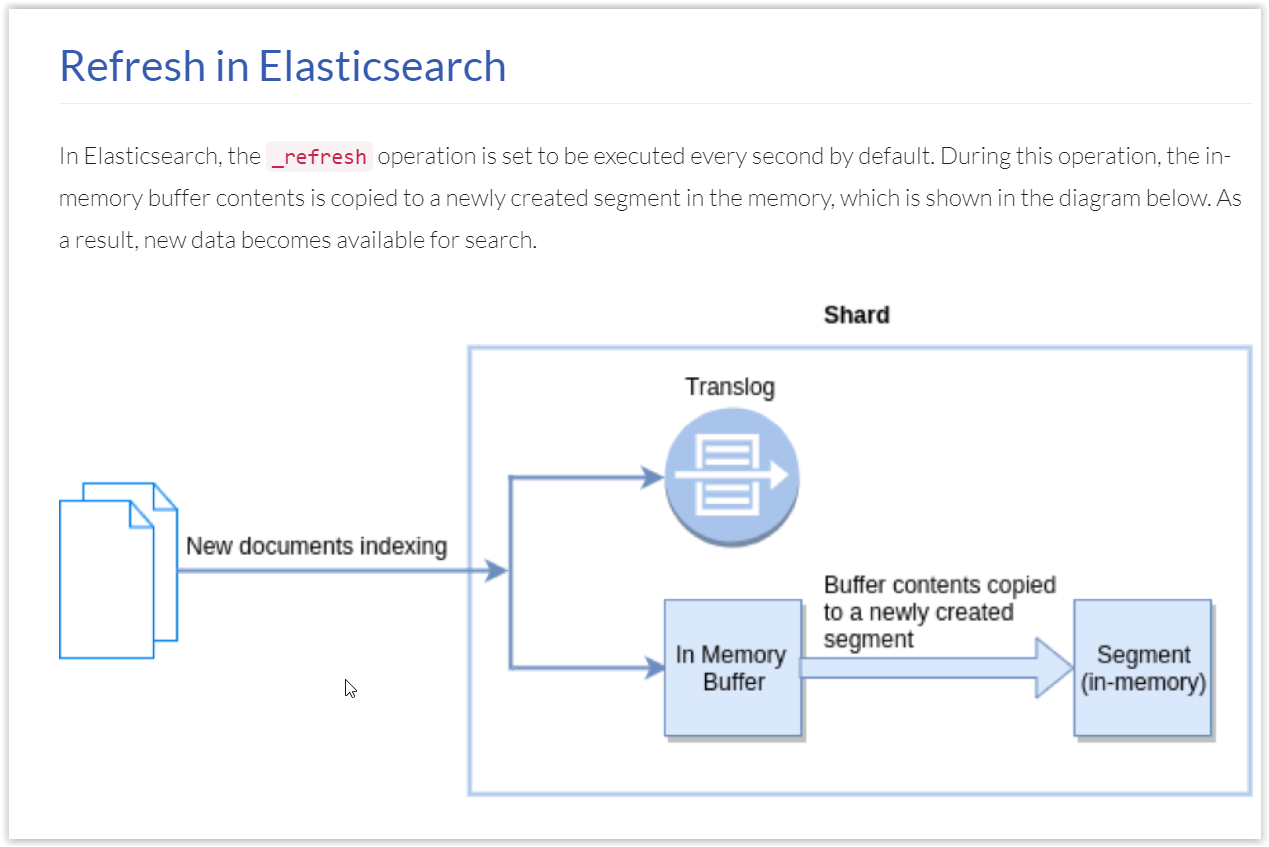 Refresh in Elasticsearch
In Elasticsearch, the _refresh operation is set to be executed every second by default. During this operation, the in-
memory buffer contents is copied to a newly created segment in the memory, which is shown in the diagram below. As
a result, new data becomes available for search.
Shard
Translog
New documents indexing
Buffer contents copied
to a newly created
segment
In Memory
Buffer
Segment
(in-memory)